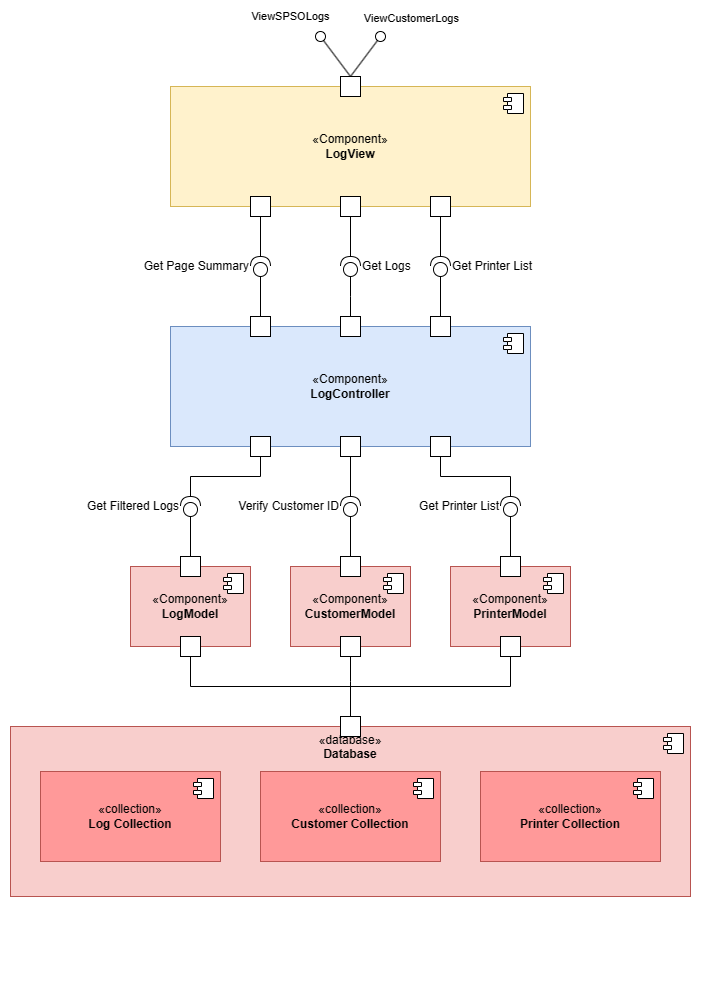 ViewSPSOLogs
ViewCustomerLogs
«Component»
LogView
Get Page Summary
Get Logs
Get Printer List
«Component»
LogController
Get Filtered Logs
Verify Customer ID
Get Printer List
«Component»
LogModel
«Component»
CustomerModel
«Component»
PrinterModel
«database»
Database
«collection»
Log Collection
«collection»
Customer Collection
«collection»
Printer Collection